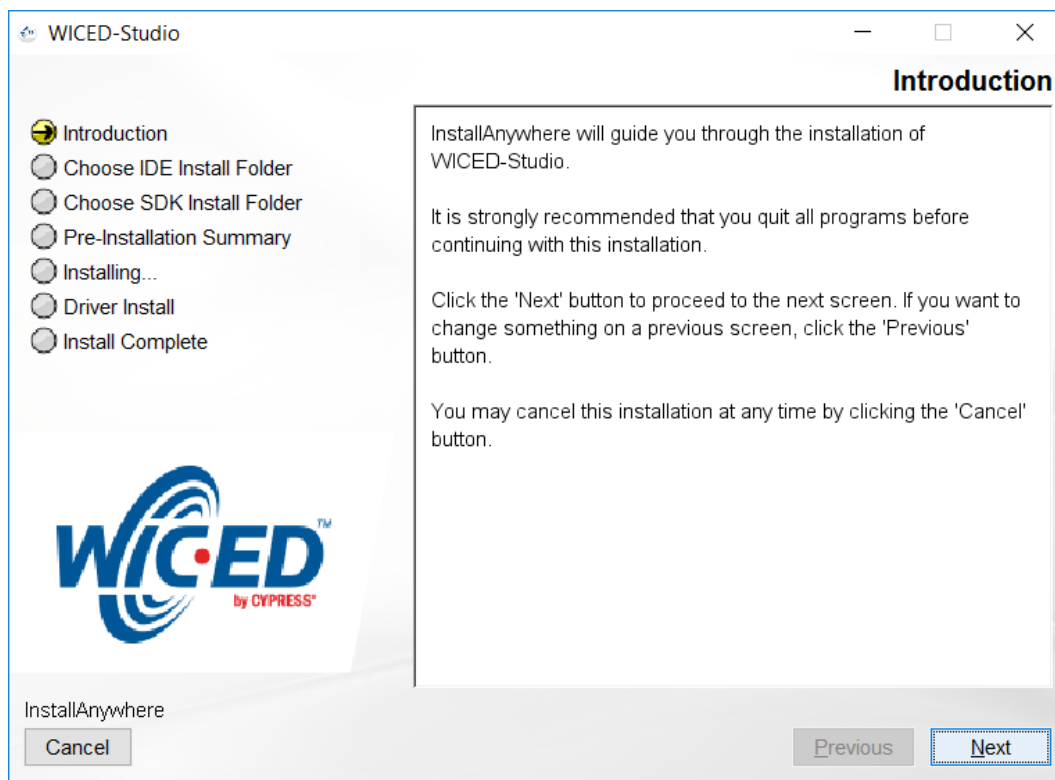 WICED-Studio
Introduction
Introduction
Choose IDE Install Folder
Choose SDK Install Folder
Pre-Installation Summary
Installing...
Driver Install
Install Complete
InstallAnywhere will guide you through the installation of
WICED-Studio.
It is strongly recommended that you quit all programs before
continuing with this installation.
Click the 'Next' button to proceed to the next screen. If you want to
change something on a previous screen, click the 'Previous'
button.
You may cancel this installation at any time by clicking the 'Cancel'
button.
WICED™
by CYPRESS®
InstallAnywhere
Cancel
Previous
Next